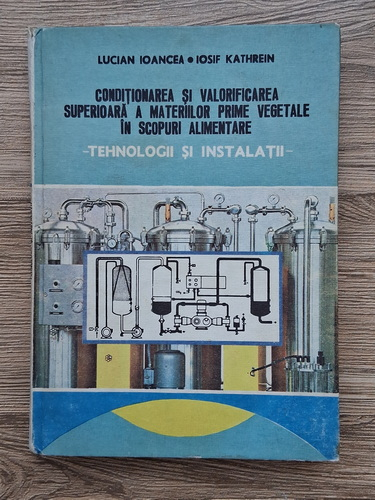 LUCIAN IOANCEA • IOSIF KATHREIN
CONDIȚIONAREA ȘI VALORIFICAREA
SUPERIOARĂ A MATERIILOR PRIME VEGETALE
ÎN SCOPURI ALIMENTARE
-TEHNOLOGII ȘI INSTALAȚII-